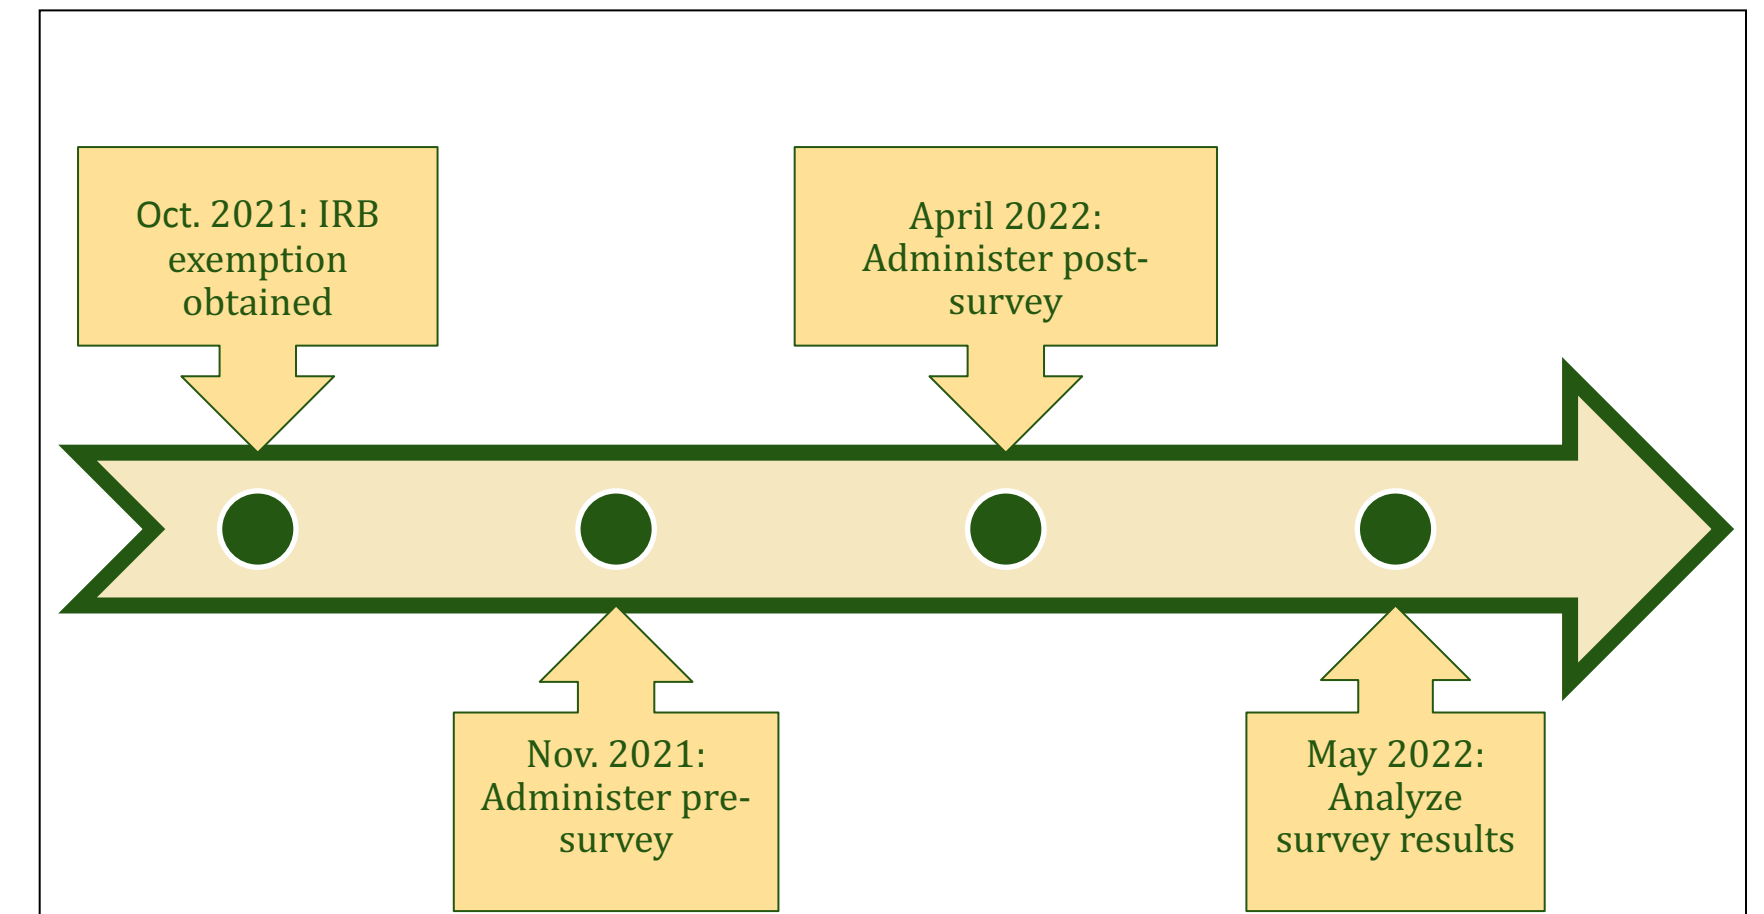 Oct. 2021: IRB
exemption
obtained
Nov. 2021:
Administer pre-
survey
April 2022:
Administer post-
survey
May 2022:
Analyze
survey results